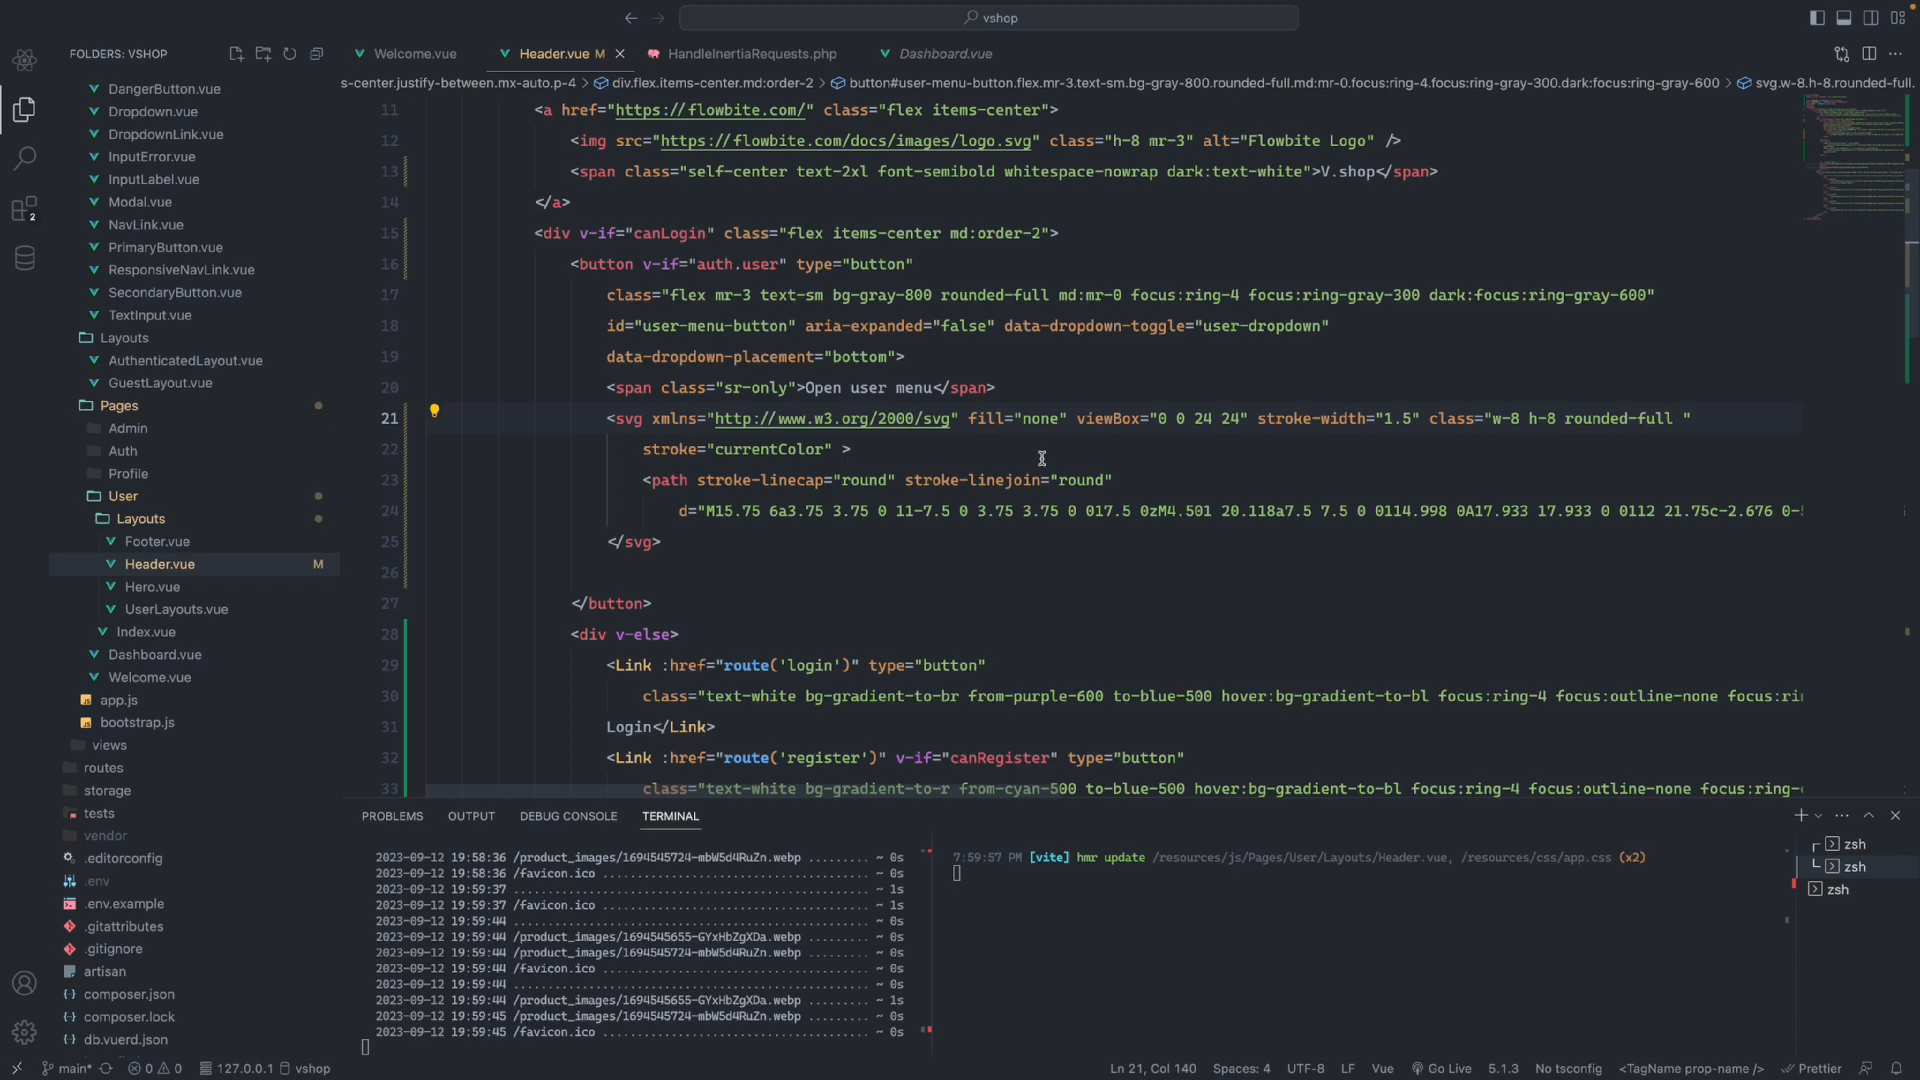 vshop
FOLDERS: VSHOP
Welcome.vue
Header.vue M
HandleInertiaRequests.php
Dashboard.vue
s-center.justify-between.mx-auto.p-4 > div.flex.items-center.md:order-2 > button#user-menu-button.flex.mr-3.text-sm.bg-gray-800.rounded-full.md:mr-0.focus:ring-4.focus:ring-gray-300.dark:focus:ring-gray-600 > svg.w-8.h-8.rounded-full.
DangerButton.vue
Dropdown.vue
DropdownLink.vue
InputError.vue
InputLabel.vue
Modal.vue
NavLink.vue
PrimaryButton.vue
ResponsiveNavLink.vue
SecondaryButton.vue
TextInput.vue
Layouts
AuthenticatedLayout.vue
GuestLayout.vue
Pages
Admin
Auth
Profile
User
Layouts
Footer.vue
Header.vue M
Hero.vue
UserLayouts.vue
Index.vue
Dashboard.vue
Welcome.vue
app.js
bootstrap.js
views
routes
storage
tests
vendor
.editorconfig
.env
.env.example
.gitattributes
.gitignore
artisan
composer.json
composer.lock
db.vuerd.json
2
11 <a href="https://flowbite.com/" class="flex items-center">
12 <img src="https://flowbite.com/docs/images/logo.svg" class="h-8 mr-3" alt="Flowbite Logo" />
13 <span class="self-center text-2xl font-semibold whitespace-nowrap dark:text-white">V.shop</span>
14 </a>
15 <div v-if="canLogin" class="flex items-center md:order-2">
16 <button v-if="auth.user" type="button"
17 class="flex mr-3 text-sm bg-gray-800 rounded-full md:mr-0 focus:ring-4 focus:ring-gray-300 dark:focus:ring-gray-600"
18 id="user-menu-button" aria-expanded="false" data-dropdown-toggle="user-dropdown"
19 data-dropdown-placement="bottom">
20 <span class="sr-only">Open user menu</span>
21 <svg xmlns="http://www.w3.org/2000/svg" fill="none" viewBox="0 0 24 24" stroke-width="1.5" class="w-8 h-8 rounded-full "
22 stroke="currentColor" >
23 <path stroke-linecap="round" stroke-linejoin="round"
24 d="M15.75 6a3.75 3.75 0 11-7.5 0 3.75 3.75 0 017.5 0zM4.501 20.118a7.5 7.5 0 0114.998 0A17.933 17.933 0 0112 21.75c-2.676 0-5
25 </svg>
26
27 </button>
28 <div v-else>
29 <Link :href="route('login')" type="button"
30 class="text-white bg-gradient-to-br from-purple-600 to-blue-500 hover:bg-gradient-to-bl focus:ring-4 focus:outline-none focus:ri
31 Login</Link>
32 <Link :href="route('register')" v-if="canRegister" type="button"
33 class="text-white bg-gradient-to-r from-cyan-500 to-blue-500 hover:bg-gradient-to-bl focus:ring-4 focus:outline-none focus:ring-
PROBLEMS OUTPUT DEBUG CONSOLE TERMINAL
2023-09-12 19:58:36 /product_images/1694545724-mbW5d4RuZn.webp ......... ~ 0s
2023-09-12 19:58:36 /favicon.ico .................................. ~ 0s
2023-09-12 19:59:37 ............................................... ~ 1s
2023-09-12 19:59:37 /favicon.ico .................................. ~ 1s
2023-09-12 19:59:44 ............................................... ~ 0s
2023-09-12 19:59:44 /product_images/1694545655-GYxHbZgXDa.webp ......... ~ 0s
2023-09-12 19:59:44 /product_images/1694545724-mbW5d4RuZn.webp ......... ~ 0s
2023-09-12 19:59:44 /favicon.ico .................................. ~ 0s
2023-09-12 19:59:44 ............................................... ~ 0s
2023-09-12 19:59:44 /product_images/1694545655-GYxHbZgXDa.webp ......... ~ 1s
2023-09-12 19:59:45 /product_images/1694545724-mbW5d4RuZn.webp ......... ~ 0s
2023-09-12 19:59:45 /favicon.ico .................................. ~ 0s
7:59:57 PM [vite] hmr update /resources/js/Pages/User/Layouts/Header.vue, /resources/css/app.css (x2)
zsh
zsh
zsh
main* 0 0 127.0.0.1 vshop Ln 21, Col 140 Spaces: 4 UTF-8 LF Vue Go Live 5.1.3 No tsconfig <TagName prop-name /> Prettier